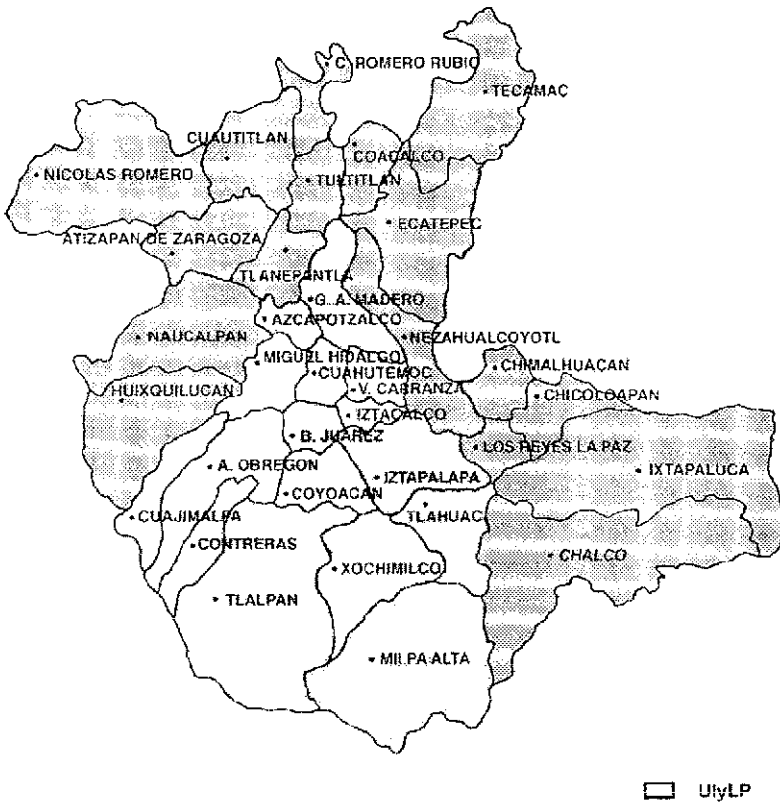 C. ROMERO RUBIO
TECAMAC
CUAUTITLAN
COACALCO
NICOLAS ROMERO
TULTITLAN
ECATEPEC
ATIZAPAN DE ZARAGOZA
TLANEPANTLA
G. A. MADERO
AZCAPOTZALCO
NAUCALPAN
NEZAHUALCOYOTL
MIGUEL HIDALGO
CHIMALHUACAN
CUAHUTEMOC
HUIXQUILUCAN
V. CARRANZA
CHICOLOAPAN
IZTACALCO
B. JUAREZ
LOS REYES LA PAZ
A. OBREGON
IZTAPALAPA
IXTAPALUCA
COYOACAN
TLAHUAC
CUAJIMALPA
CONTRERAS
CHALCO
XOCHIMILCO
TLALPAN
MILPA ALTA
UlyLP